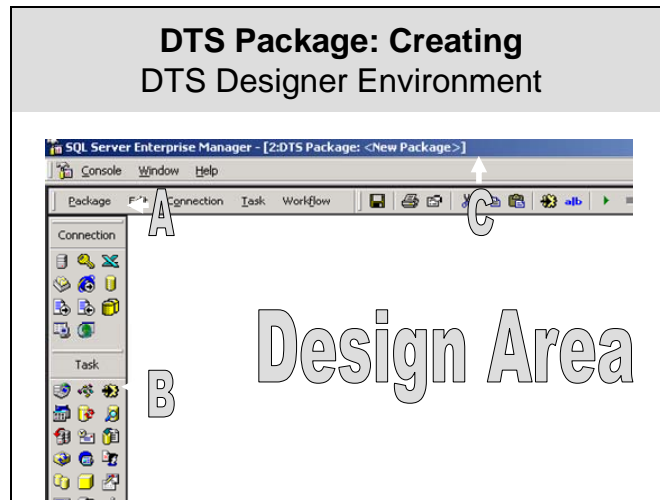 DTS Package: Creating
DTS Designer Environment
SQL Server Enterprise Manager - [2:DTS Package: <New Package>]
Console Window Help
Package Connection Task Workflow
A
C
Connection
Design Area
Task
B